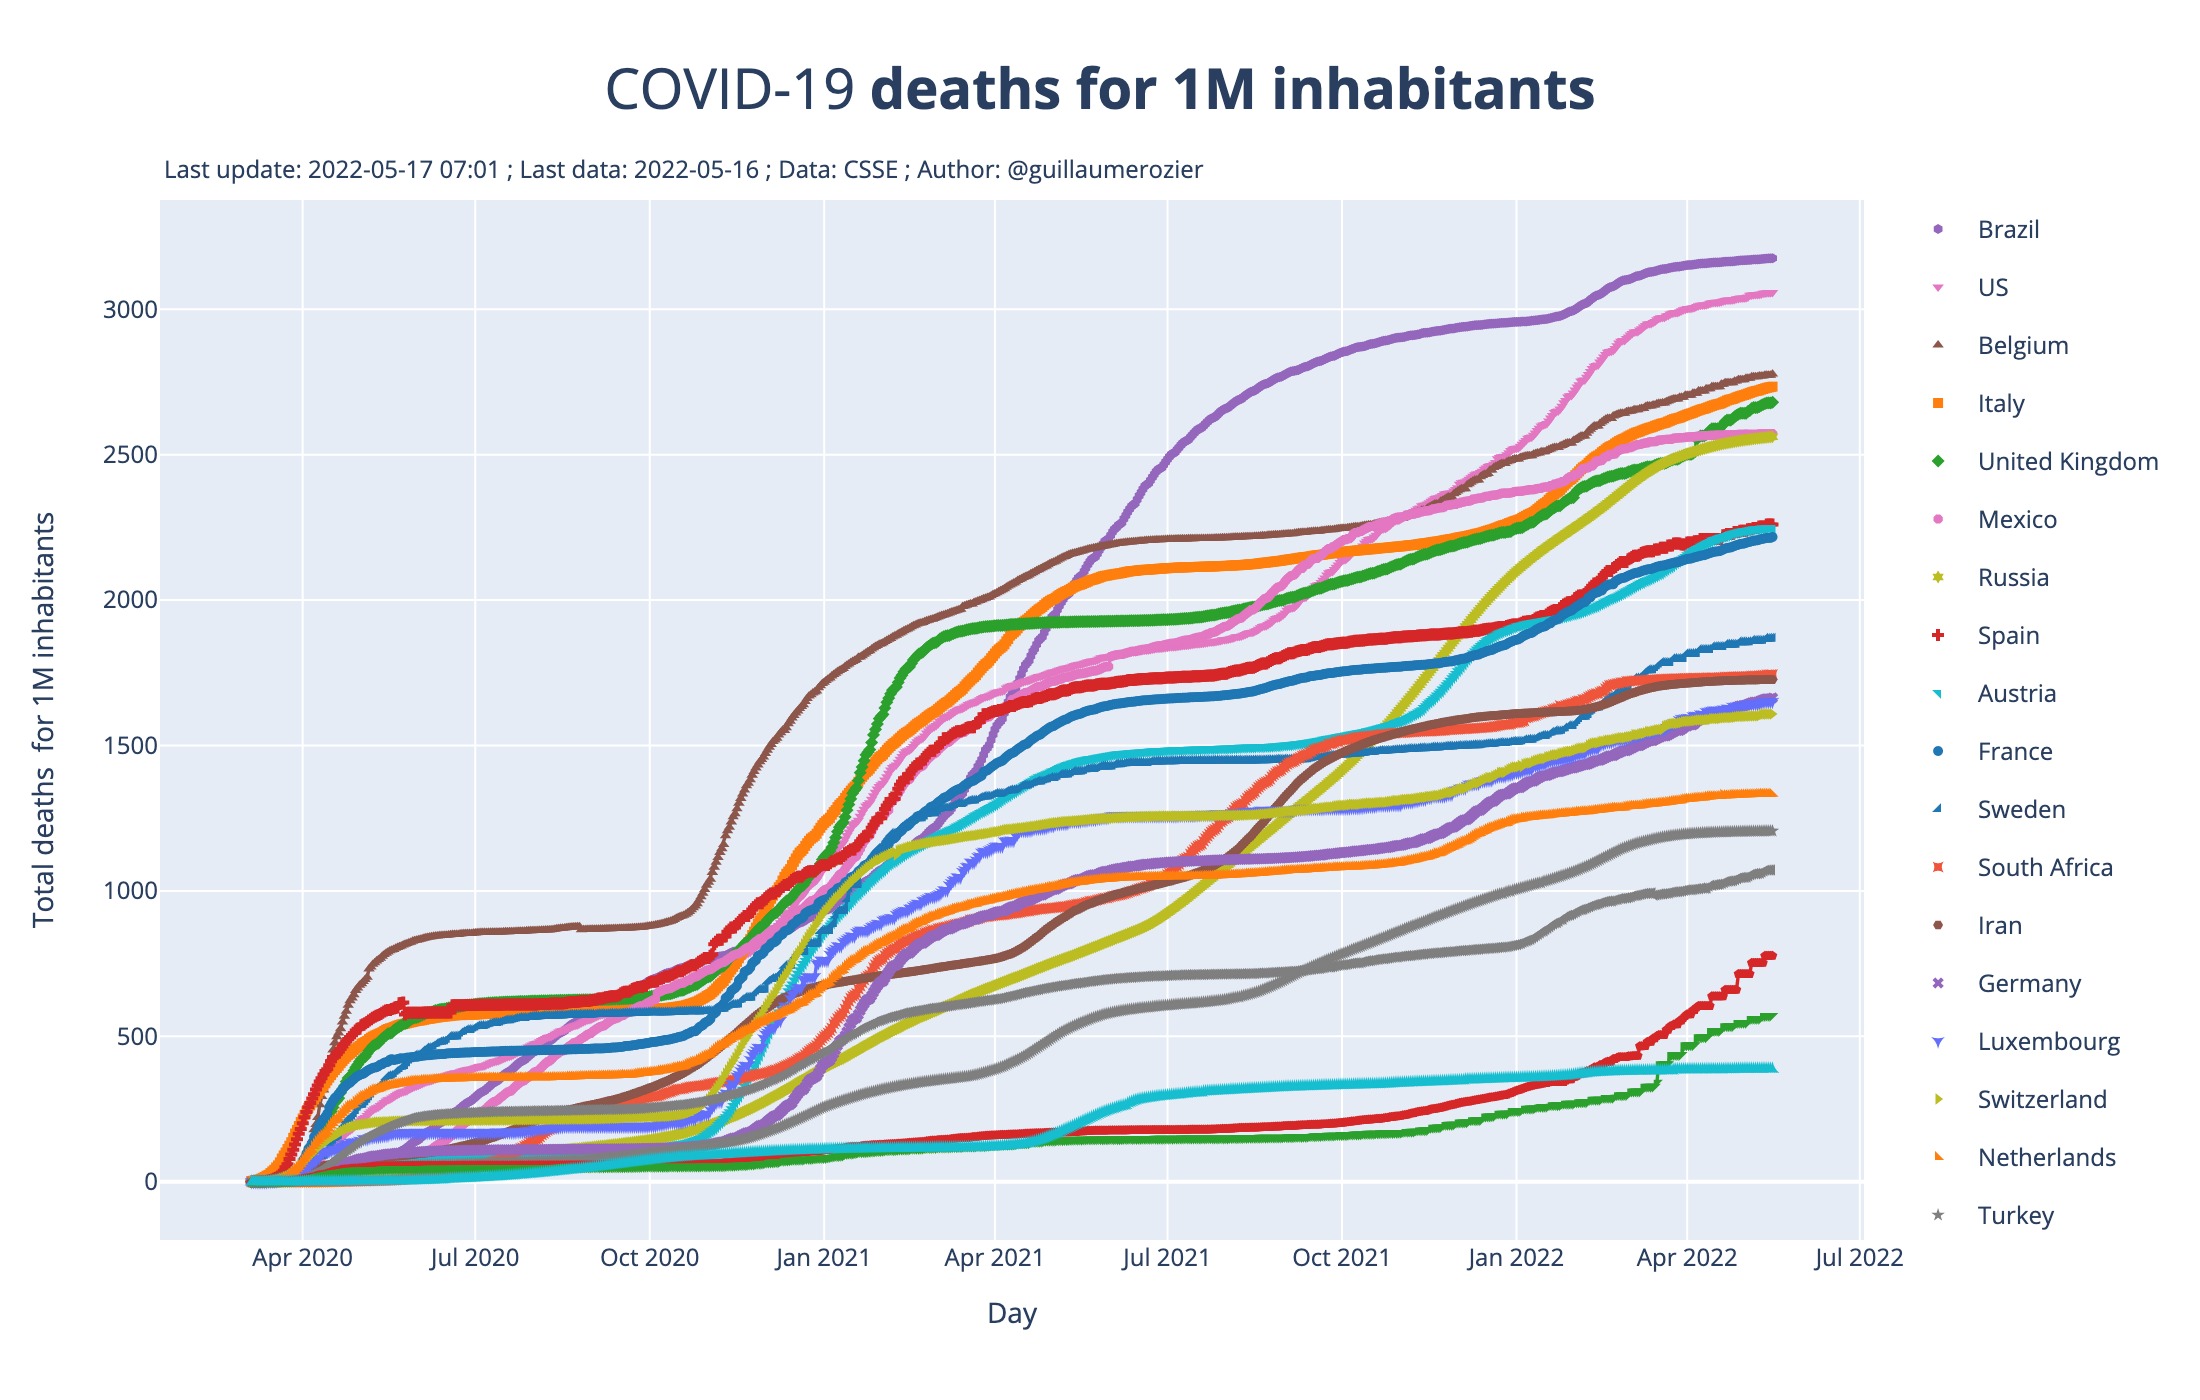 COVID-19 deaths for 1M inhabitants
Last update: 2022-05-17 07:01 ; Last data: 2022-05-16 ; Data: CSSE ; Author: @guillaumerozier
Total deaths for 1M inhabitants
3000
2500
2000
1500
1000
500
0
Apr 2020 Jul 2020 Oct 2020 Jan 2021 Apr 2021 Jul 2021 Oct 2021 Jan 2022 Apr 2022 Jul 2022
Day
Brazil
US
Belgium
Italy
United Kingdom
Mexico
Russia
Spain
Austria
France
Sweden
South Africa
Iran
Germany
Luxembourg
Switzerland
Netherlands
Turkey